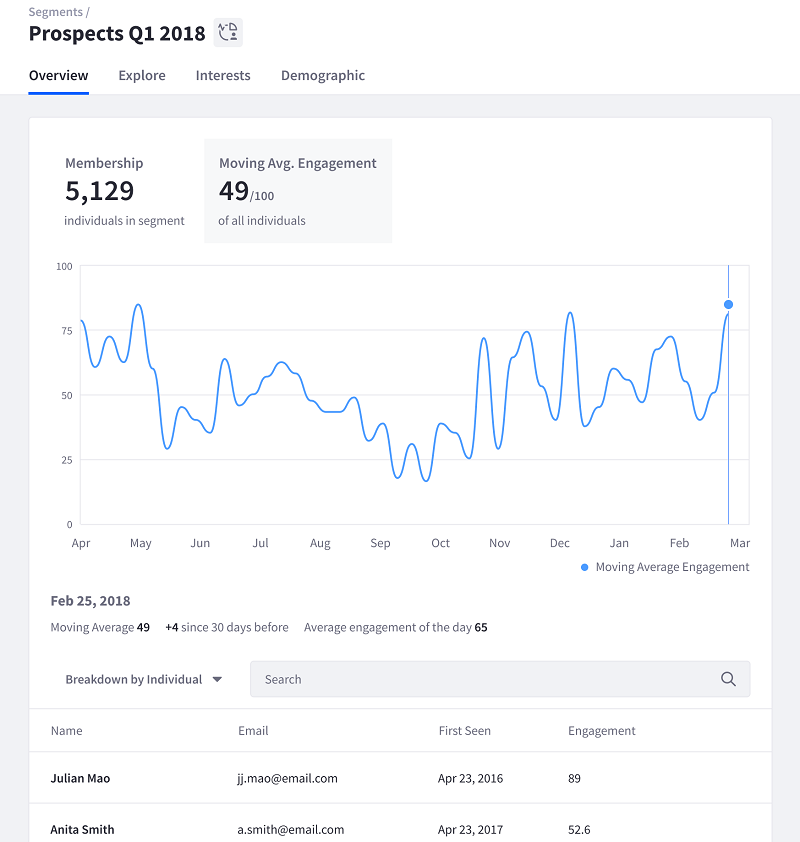 Segments /
Prospects Q1 2018
Overview Explore Interests Demographic
Membership
5,129
individuals in segment
Moving Avg. Engagement
49/100
of all individuals
100
75
50
25
0
Apr May Jun Jul Aug Sep Oct Nov Dec Jan Feb Mar
Moving Average Engagement
Feb 25, 2018
Moving Average 49 +4 since 30 days before Average engagement of the day 65
Breakdown by Individual Search
Name Email First Seen Engagement
Julian Mao jj.mao@email.com Apr 23, 2016 89
Anita Smith a.smith@email.com Apr 23, 2017 52.6